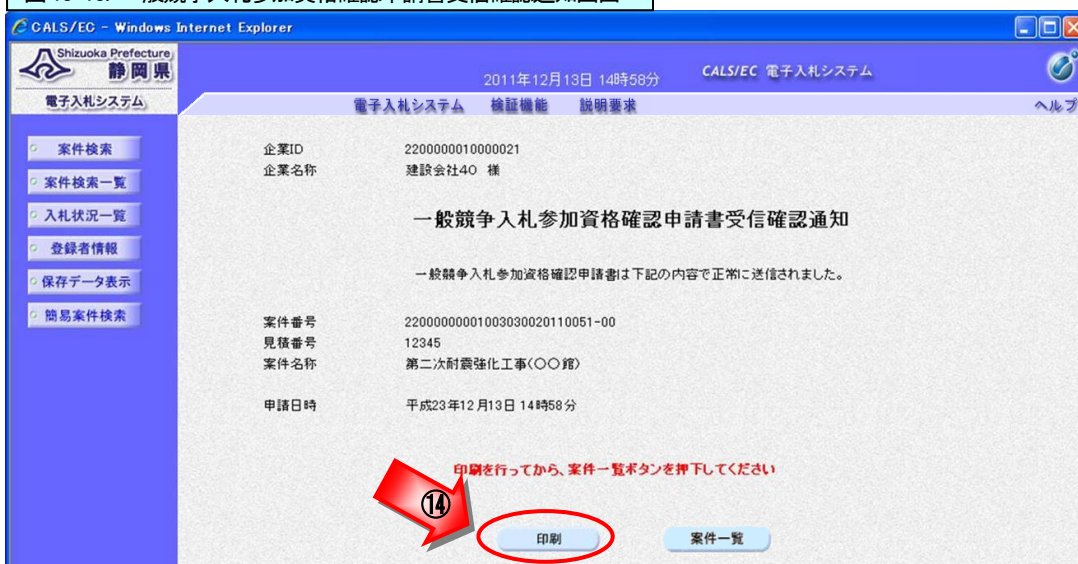 CALS/EC - Windows Internet Explorer
Shizuoka Prefecture
静岡県
2011年12月13日 14時58分
CALS/EC 電子入札システム
電子入札システム
電子入札システム 検証機能 説明要求
ヘルプ
案件検索
案件検索一覧
入札状況一覧
登録者情報
保存データ表示
簡易案件検索
企業ID 2200000010000021
企業名称 建設会社40 様
一般競争入札参加資格確認申請書受信確認通知
一般競争入札参加資格確認申請書は下記の内容で正常に送信されました。
案件番号 22000000001003030020110051-00
見積番号 12345
案件名称 第二次耐震強化工事(〇〇館)
申請日時 平成23年12月13日 14時58分
印刷を行ってから、案件一覧ボタンを押下してください
⑭
印刷
案件一覧